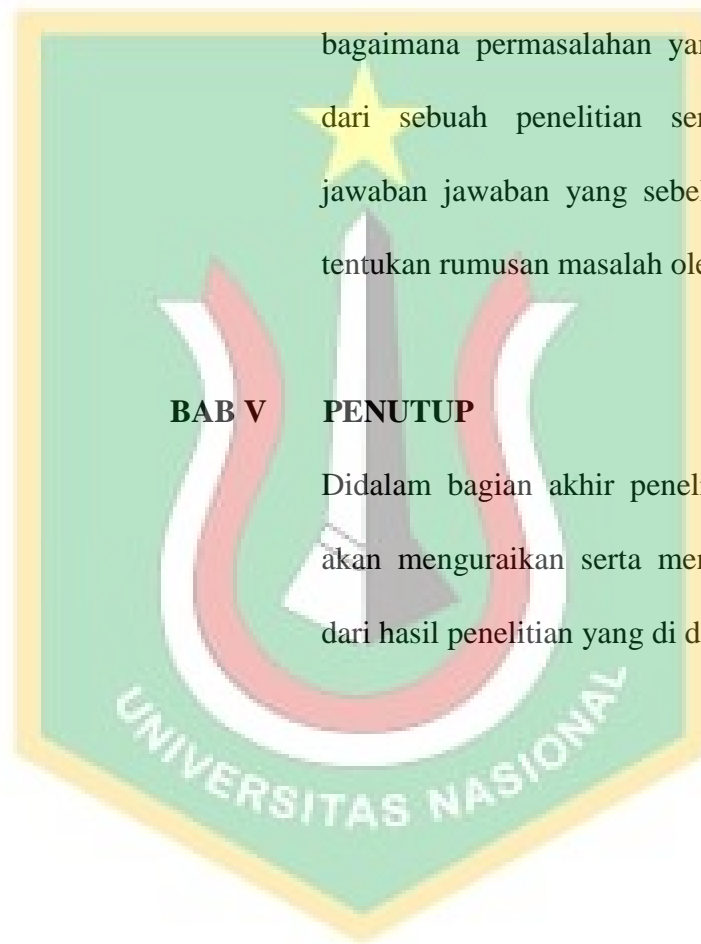 bagaimana permasalahan
dari sebuah penelitian
jawaban jawaban yang
tentukan rumusan masalah
BAB V PENUTUP
Didalam bagian akhir
akan menguraikan serta
dari hasil penelitian yang di
UNIVERSITAS NASIONAL